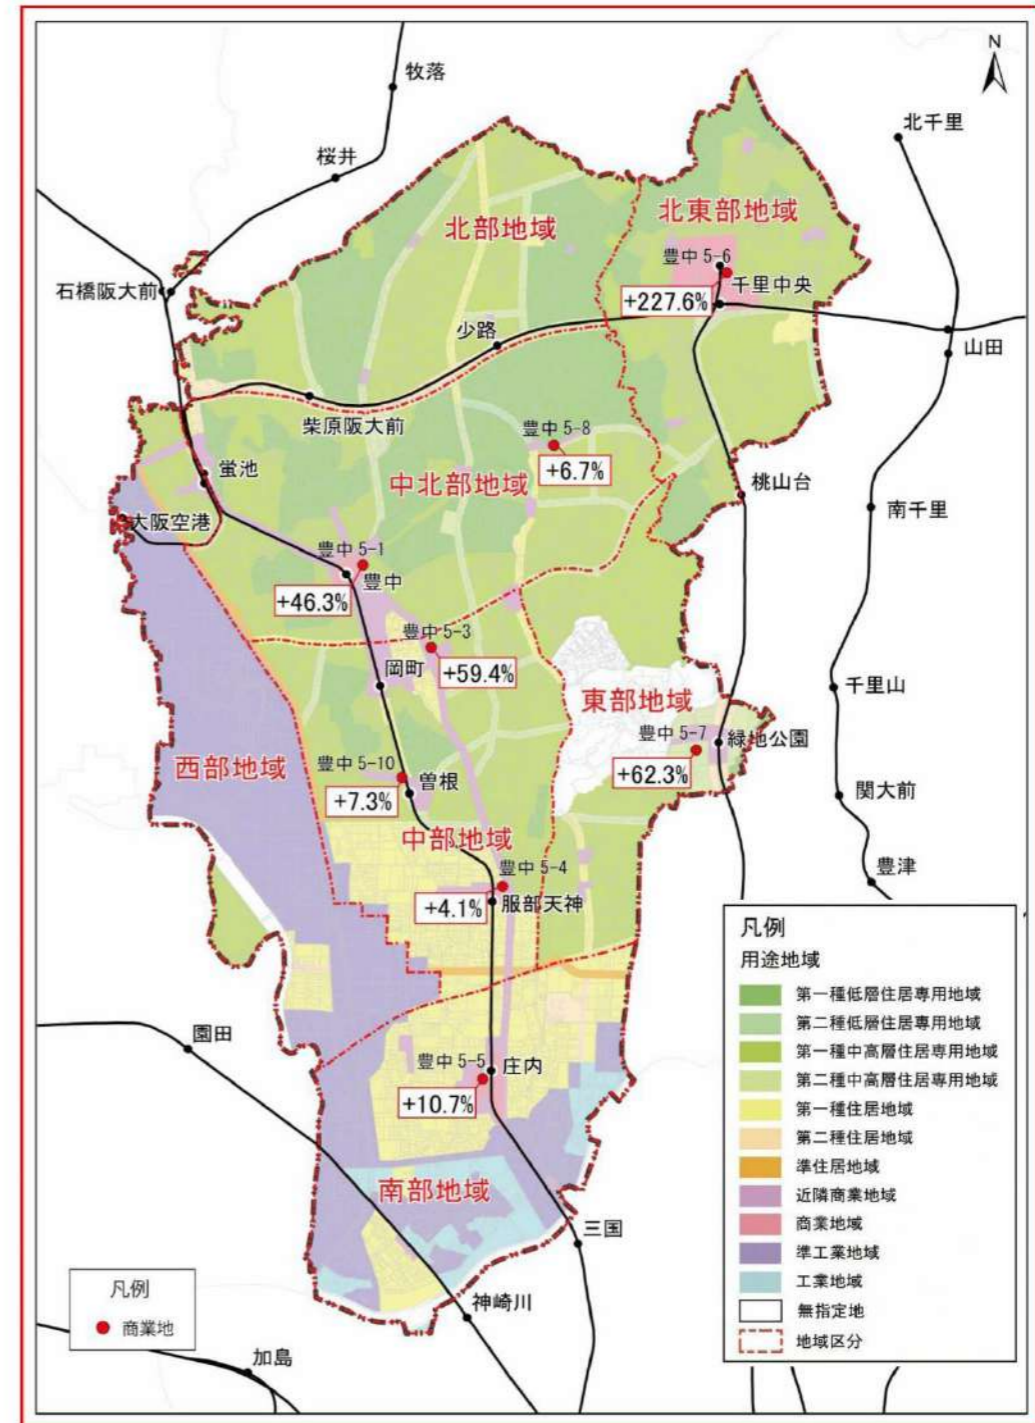 N
牧落
北千里
桜井
北部地域
北東部地域
豊中 5-6
石橋阪大前
千里中央
+227.6%
少路
山田
柴原阪大前
豊中 5-8
蛍池
+6.7%
中北部地域
桃山台
大阪空港
南千里
豊中 5-1
豊中
+46.3%
豊中 5-3
岡町
+59.4%
千里山
東部地域
豊中 5-7
緑地公園
西部地域
豊中 5-10
+62.3%
曽根
+7.3%
関大前
中部地域
豊中 5-4
豊津
+4.1%
服部天神
園田
豊中 5-5
庄内
+10.7%
南部地域
三国
神崎川
加島
凡例
商業地
凡例
用途地域
第一種低層住居専用地域
第二種低層住居専用地域
第一種中高層住居専用地域
第二種中高層住居専用地域
第一種住居地域
第二種住居地域
準住居地域
近隣商業地域
商業地域
準工業地域
工業地域
無指定地
地域区分